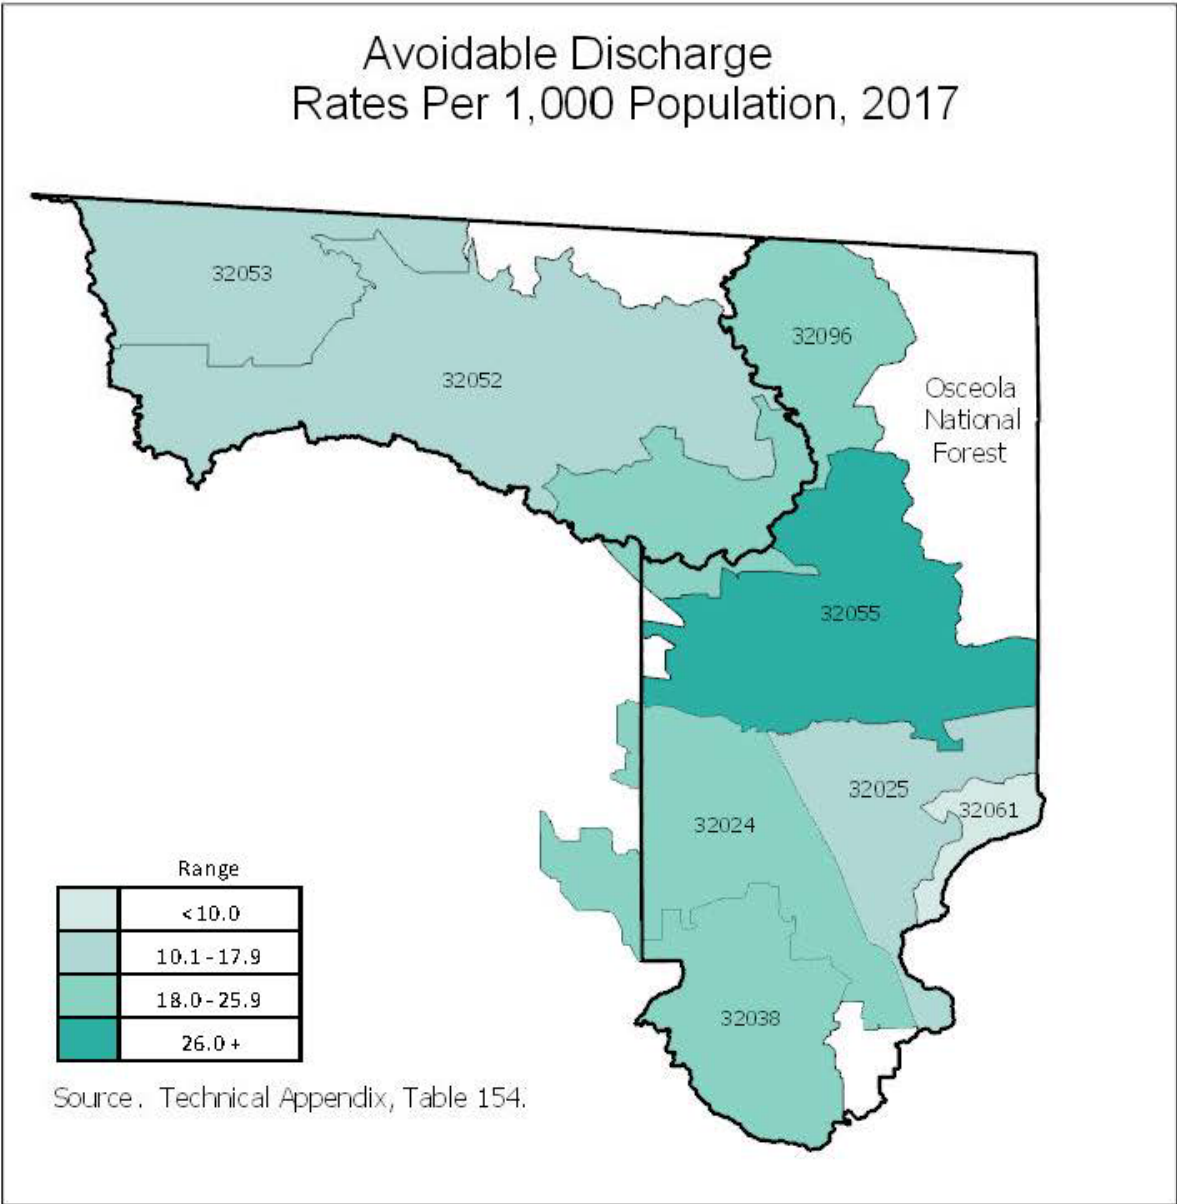 Avoidable Discharge
Rates Per 1,000 Population, 2017
32053
32096
32052
Osceola
National
Forest
32055
32025
32061
32024
32038
Range
<10.0
10.1-17.9
18.0-25.9
26.0 +
Source. Technical Appendix, Table 154.